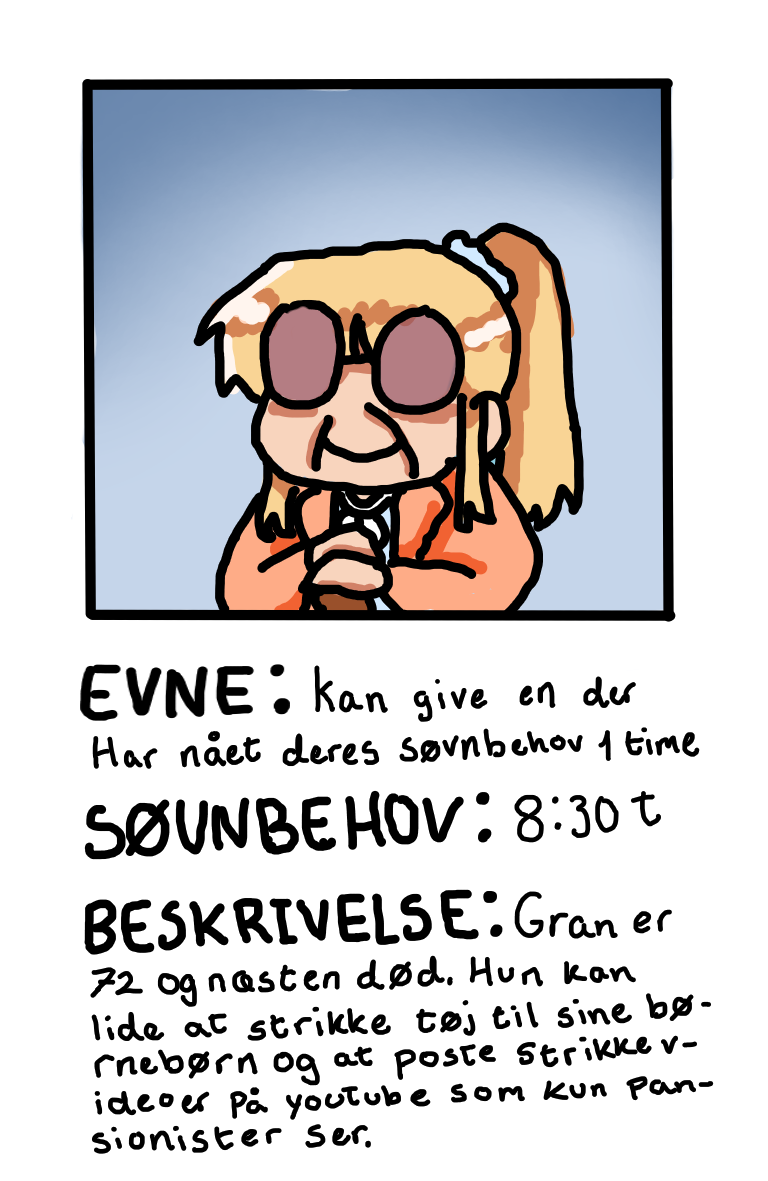 EVNE: kan give en der
Har nået deres søvnbehov 1 time
SØVNBEHOV: 8:30 t
BESKRIVELSE: Gran er
72 og næsten død. Hun kan
lide at strikke tøj til sine bø-
rnebørn og at poste strikkev-
ideoer på youtube som kun pan-
sionister ser.